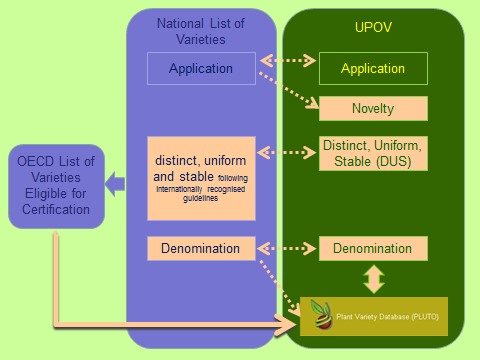 National List of
Varieties
UPOV
Application
Application
Novelty
distinct, uniform
and stable following
internationally recognised
guidelines
Distinct, Uniform,
Stable (DUS)
OECD List of
Varieties
Eligible for
Certification
Denomination
Denomination
Plant Variety Database (PLUTO)